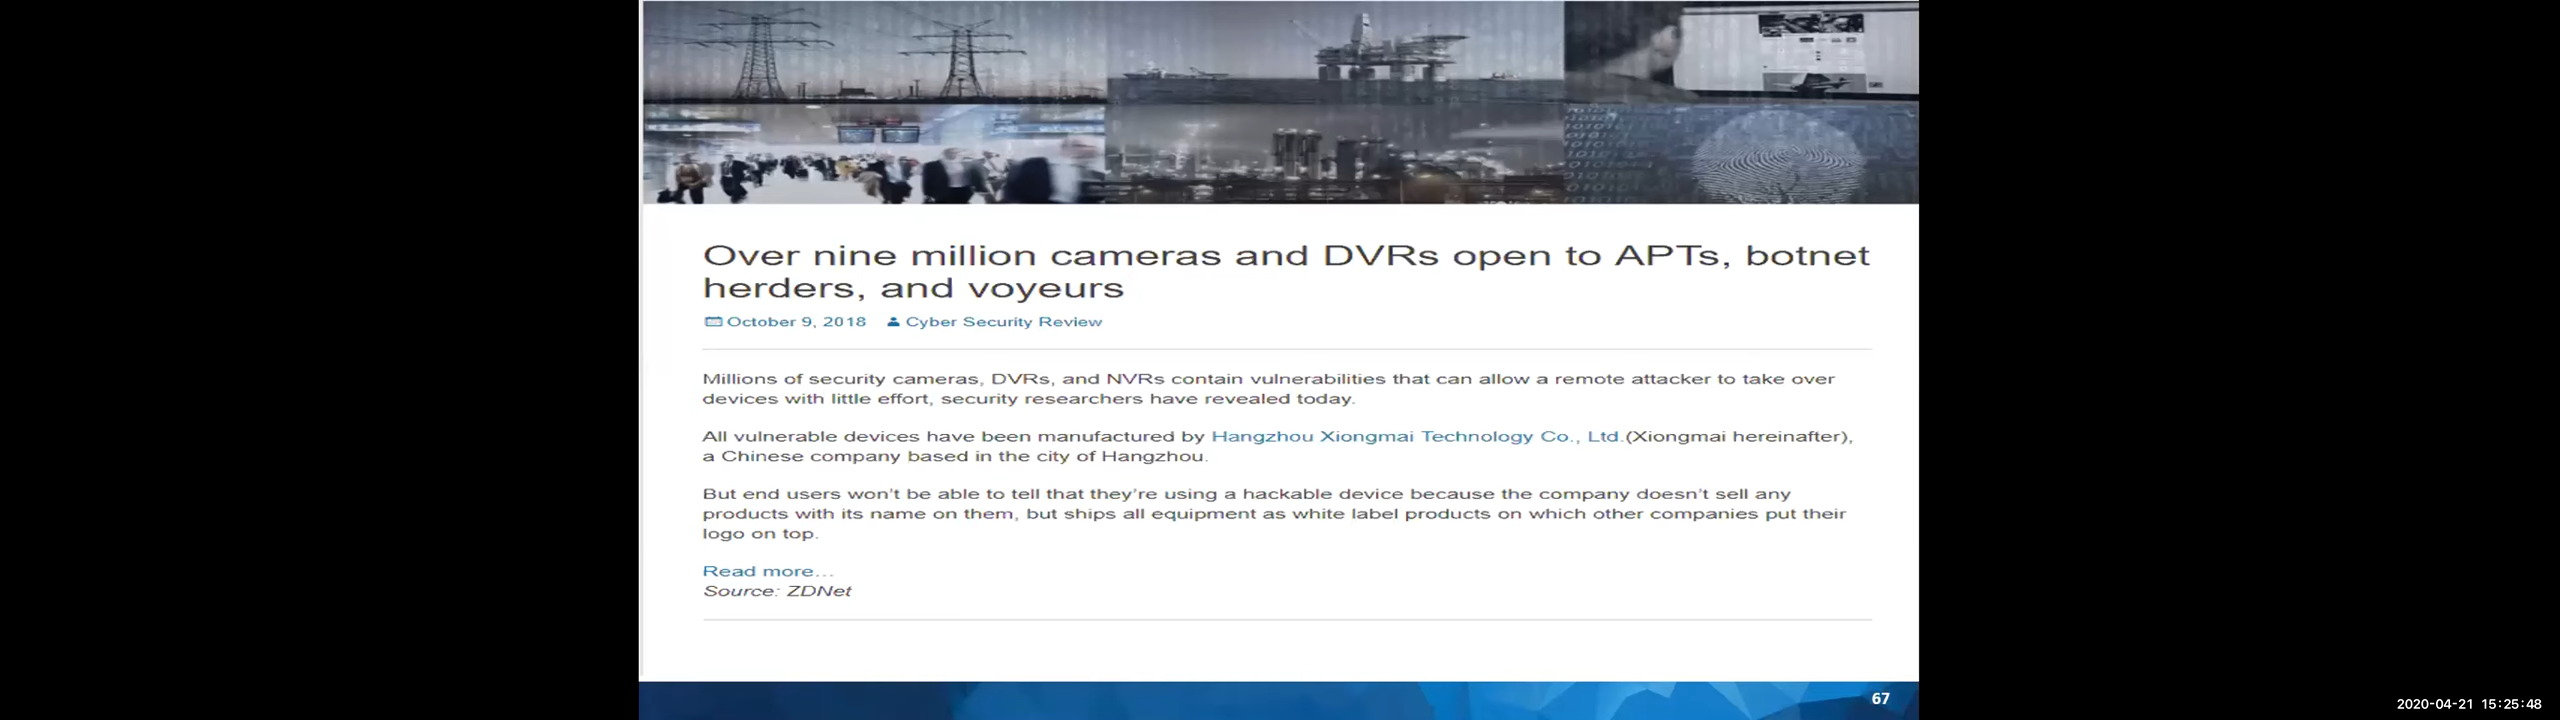 Over nine million cameras and DVRs open to APTs, botnet
herders, and voyeurs
October 9, 2018 Cyber Security Review
Millions of security cameras, DVRs, and NVRs contain vulnerabilities that can allow a remote attacker to take over
devices with little effort, security researchers have revealed today.
All vulnerable devices have been manufactured by Hangzhou Xiongmai Technology Co., Ltd.(Xiongmai hereinafter),
a Chinese company based in the city of Hangzhou.
But end users won't be able to tell that they're using a hackable device because the company doesn't sell any
products with its name on them, but ships all equipment as white label products on which other companies put their
logo on top.
Read more...
Source: ZDNet
67
2020-04-21 15:25:48